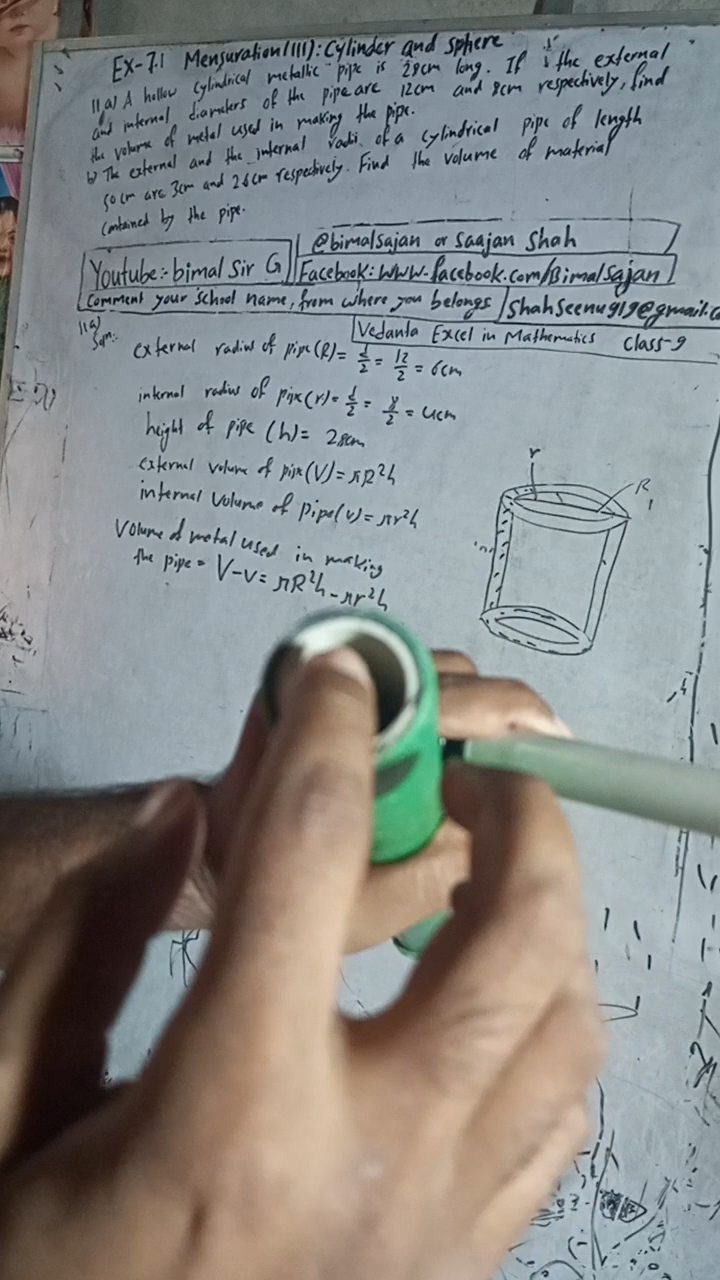 EX-7.1 Mensuration(III): Cylinder and sphere
11.a) A hollow cylindrical metallic pipe is 28cm long. If the external
and internal diameters of the pipe are 12cm and 8cm respectively, find
the volume of metal used in making the pipe.
b) The external and the internal radii of a cylindrical pipe of length
50cm are 3cm and 2.6cm respectively. Find the volume of material
contained by the pipe.
@bimalsajan or Saajan Shah
Youtube:- bimal Sir G
Facebook: www.facebook.com/Bimalsajan
Comment your school name, from where you belongs
Shahseenu919@gmail.c
Vedanta Excel in Mathematics Class-9
11a)
Soln:
external radius of pipe(R)= d/2 = 12/2 = 6cm
internal radius of pipe(r)= d/2 = 8/2 = 4cm
height of pipe (h)= 28cm
external volume of pipe(V)= πR²h
internal volume of pipe(v)= πr²h
Volume of metal used in making
the pipe = V-v= πR²h - πr²h
r
R